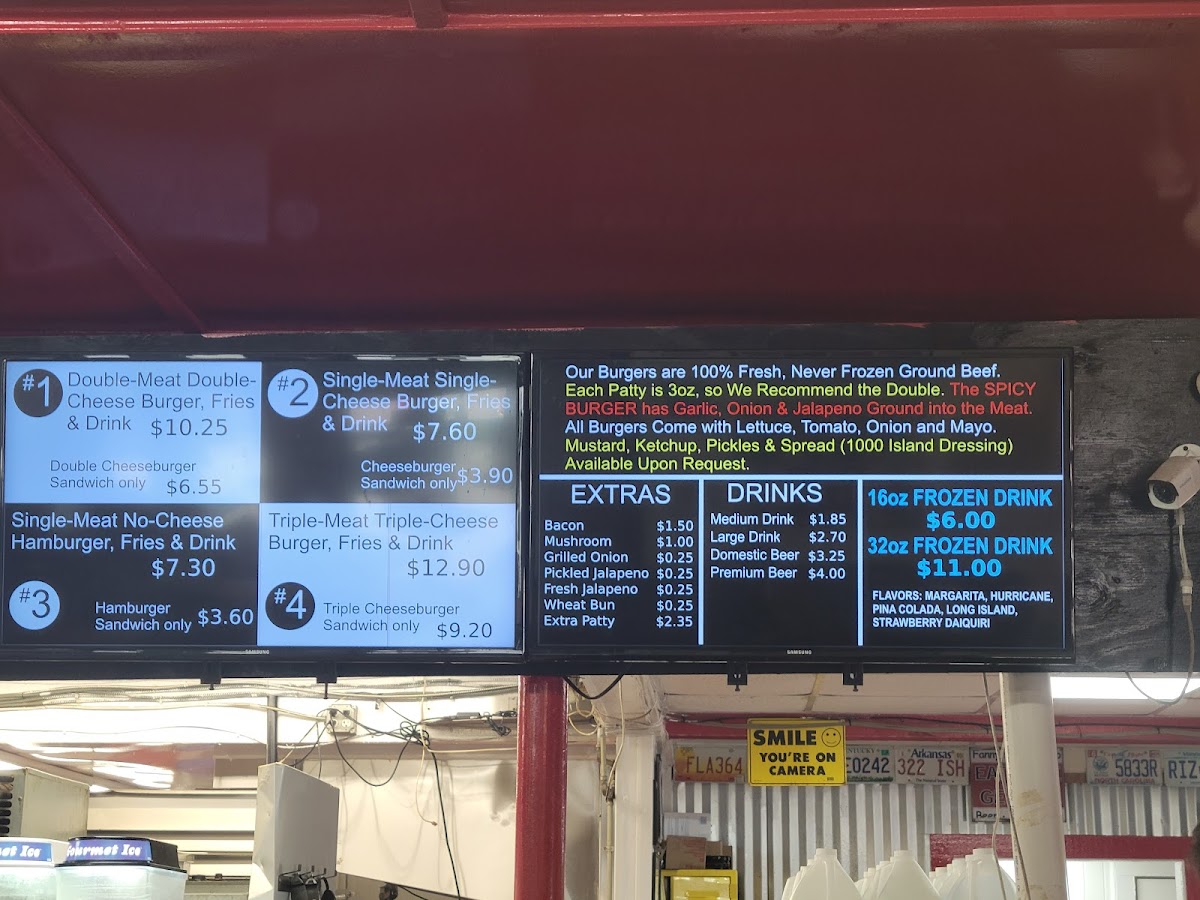 #1
Double-Meat Double-
Cheese Burger, Fries
& Drink $10.25
Double Cheeseburger
Sandwich only $6.55
#2
Single-Meat Single-
Cheese Burger, Fries
& Drink $7.60
Cheeseburger
Sandwich only $3.90
Single-Meat No-Cheese
Hamburger, Fries & Drink
$7.30
#3
Hamburger
Sandwich only $3.60
Triple-Meat Triple-Cheese
Burger, Fries & Drink
$12.90
#4
Triple Cheeseburger
Sandwich only $9.20
SAMSUNG
Our Burgers are 100% Fresh, Never Frozen Ground Beef.
Each Patty is 3oz, so We Recommend the Double. The SPICY
BURGER has Garlic, Onion & Jalapeno Ground into the Meat.
All Burgers Come with Lettuce, Tomato, Onion and Mayo.
Mustard, Ketchup, Pickles & Spread (1000 Island Dressing)
Available Upon Request.
EXTRAS
Bacon $1.50
Mushroom $1.00
Grilled Onion $0.25
Pickled Jalapeno $0.25
Fresh Jalapeno $0.25
Wheat Bun $0.25
Extra Patty $2.35
DRINKS
Medium Drink $1.85
Large Drink $2.70
Domestic Beer $3.25
Premium Beer $4.00
16oz FROZEN DRINK
$6.00
32oz FROZEN DRINK
$11.00
FLAVORS: MARGARITA, HURRICANE,
PINA COLADA, LONG ISLAND,
STRAWBERRY DAIQUIRI
SAMSUNG
SMILE
YOU'RE ON
CAMERA
FLA364
E0242
Arkansas
322 ISH
5833R
RIZ
Gourmet Ice